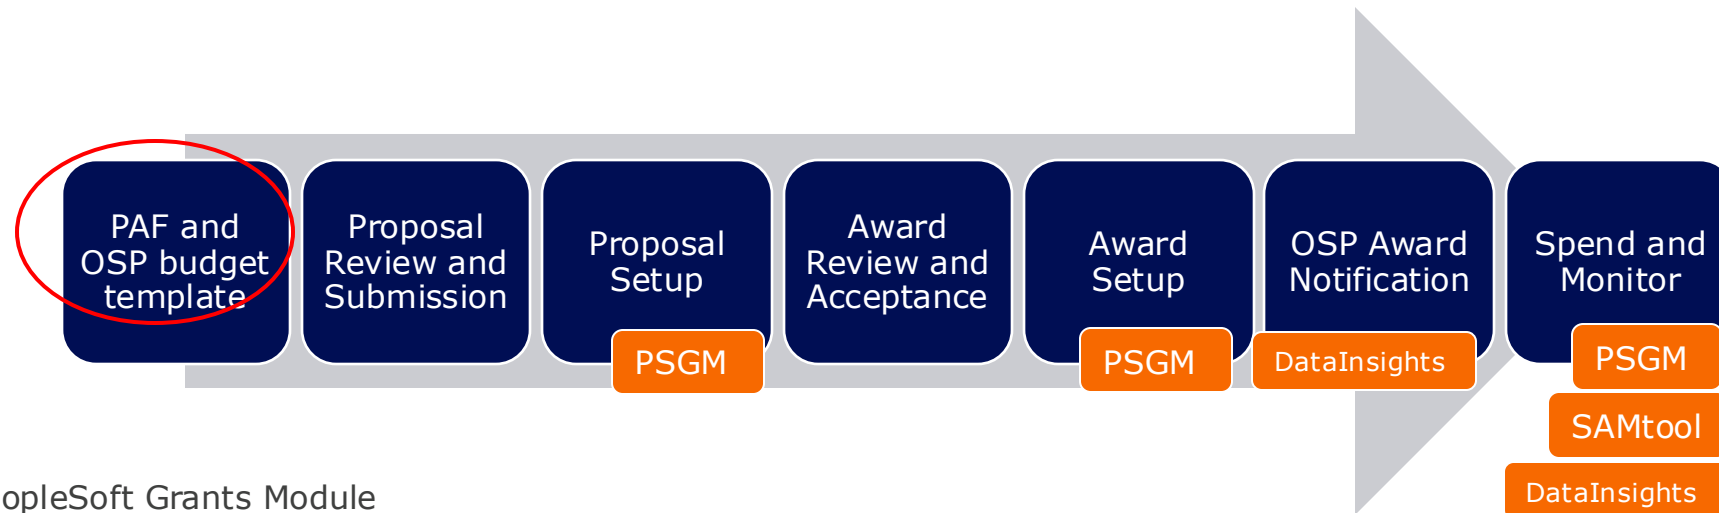 PAF and
OSP budget
template
Proposal
Review and
Submission
Proposal
Setup
PSGM
Award
Review and
Acceptance
Award
Setup
PSGM
OSP Award
Notification
DataInsights
Spend and
Monitor
PSGM
SAMtool
DataInsights
opleSoft Grants Module